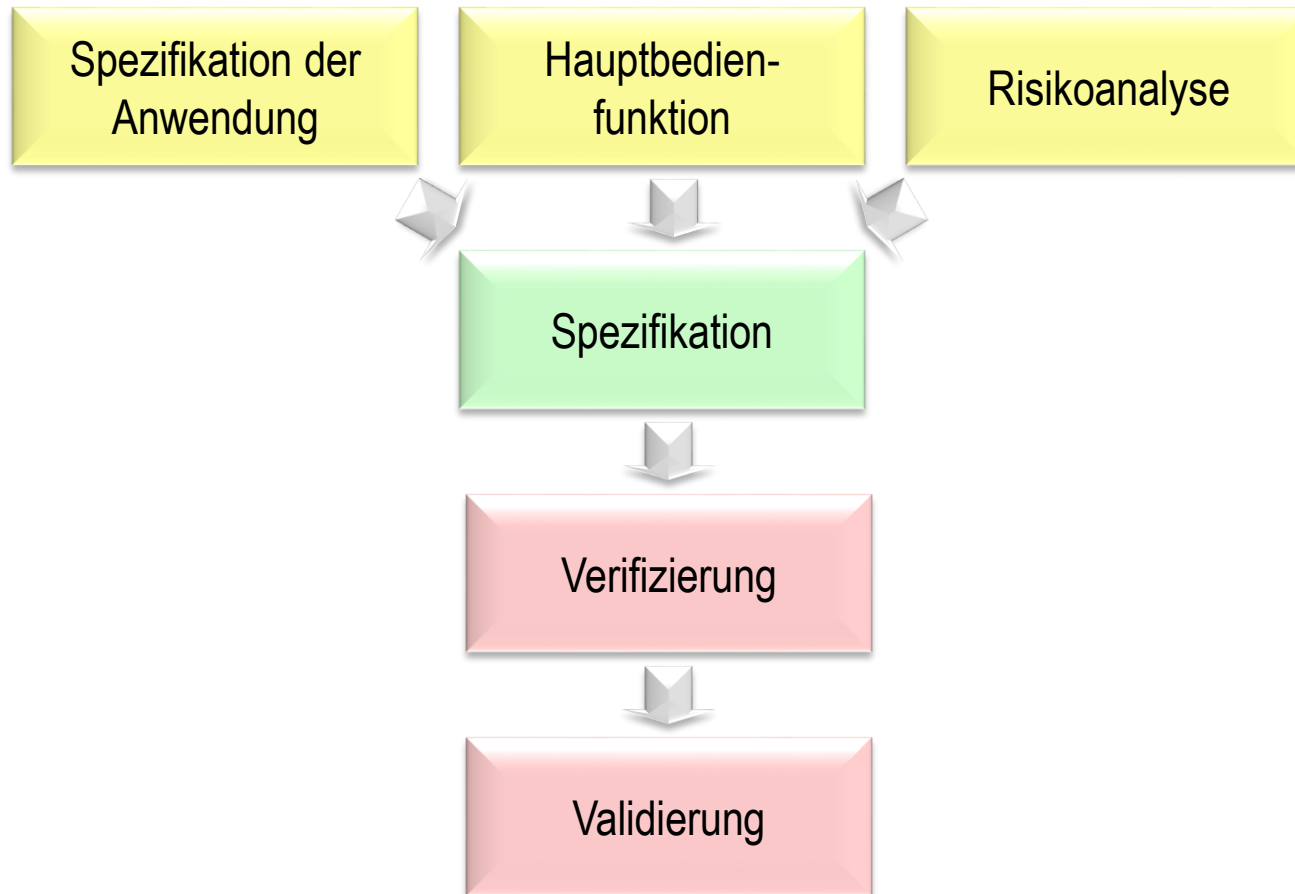 Spezifikation der
Anwendung
Hauptbedien-
funktion
Risikoanalyse
Spezifikation
Verifizierung
Validierung